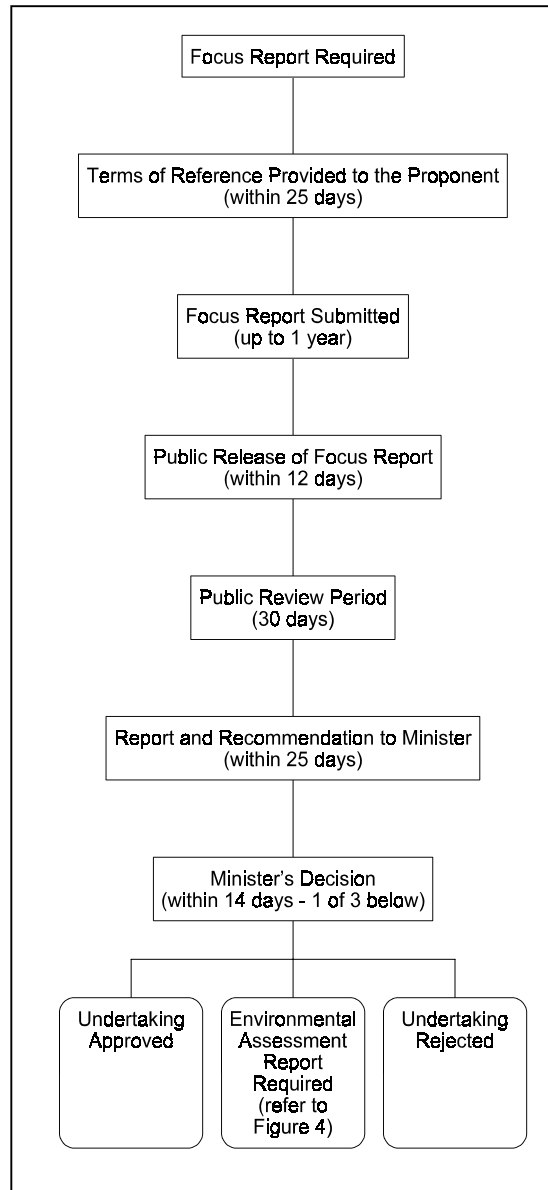 Focus Report Required
Terms of Reference Provided to the Proponent
(within 25 days)
Focus Report Submitted
(up to 1 year)
Public Release of Focus Report
(within 12 days)
Public Review Period
(30 days)
Report and Recommendation to Minister
(within 25 days)
Minister's Decision
(within 14 days - 1 of 3 below)
Undertaking
Approved
Environmental
Assessment
Report
Required
(refer to
Figure 4)
Undertaking
Rejected